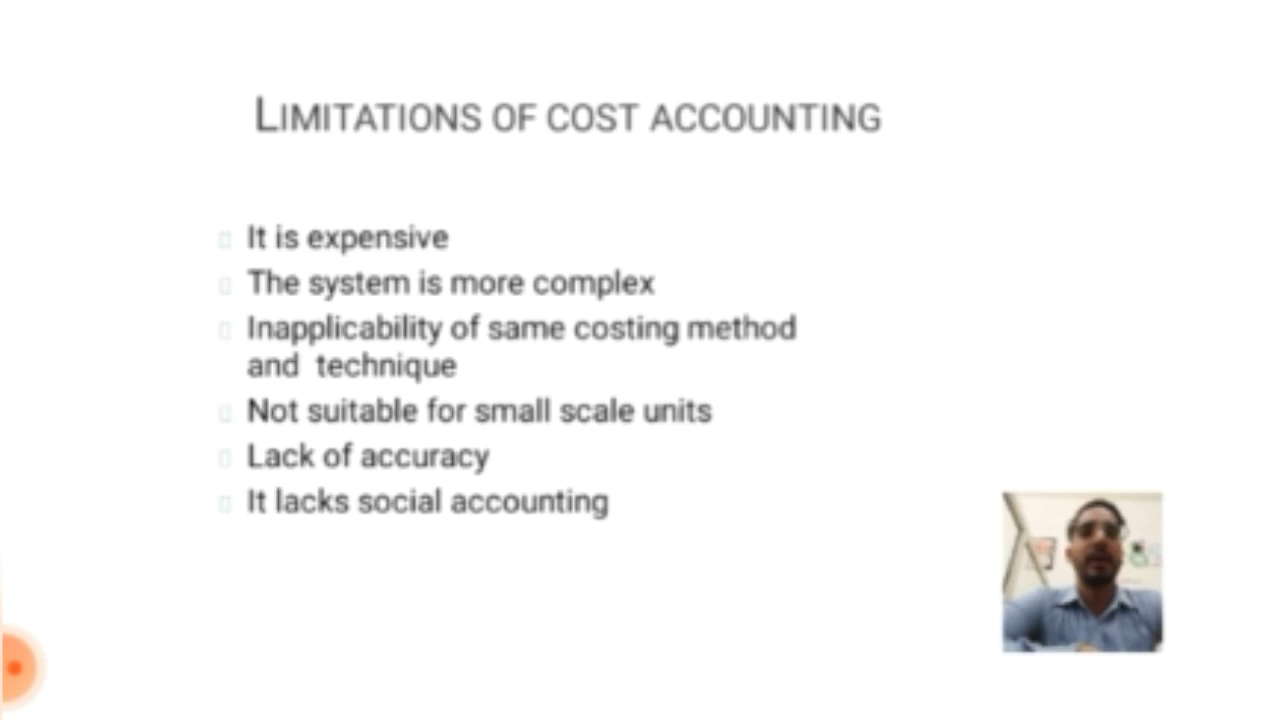 LIMITATIONS OF COST ACCOUNTING
It is expensive
The system is more complex
Inapplicability of same costing method
and technique
Not suitable for small scale units
Lack of accuracy
It lacks social accounting